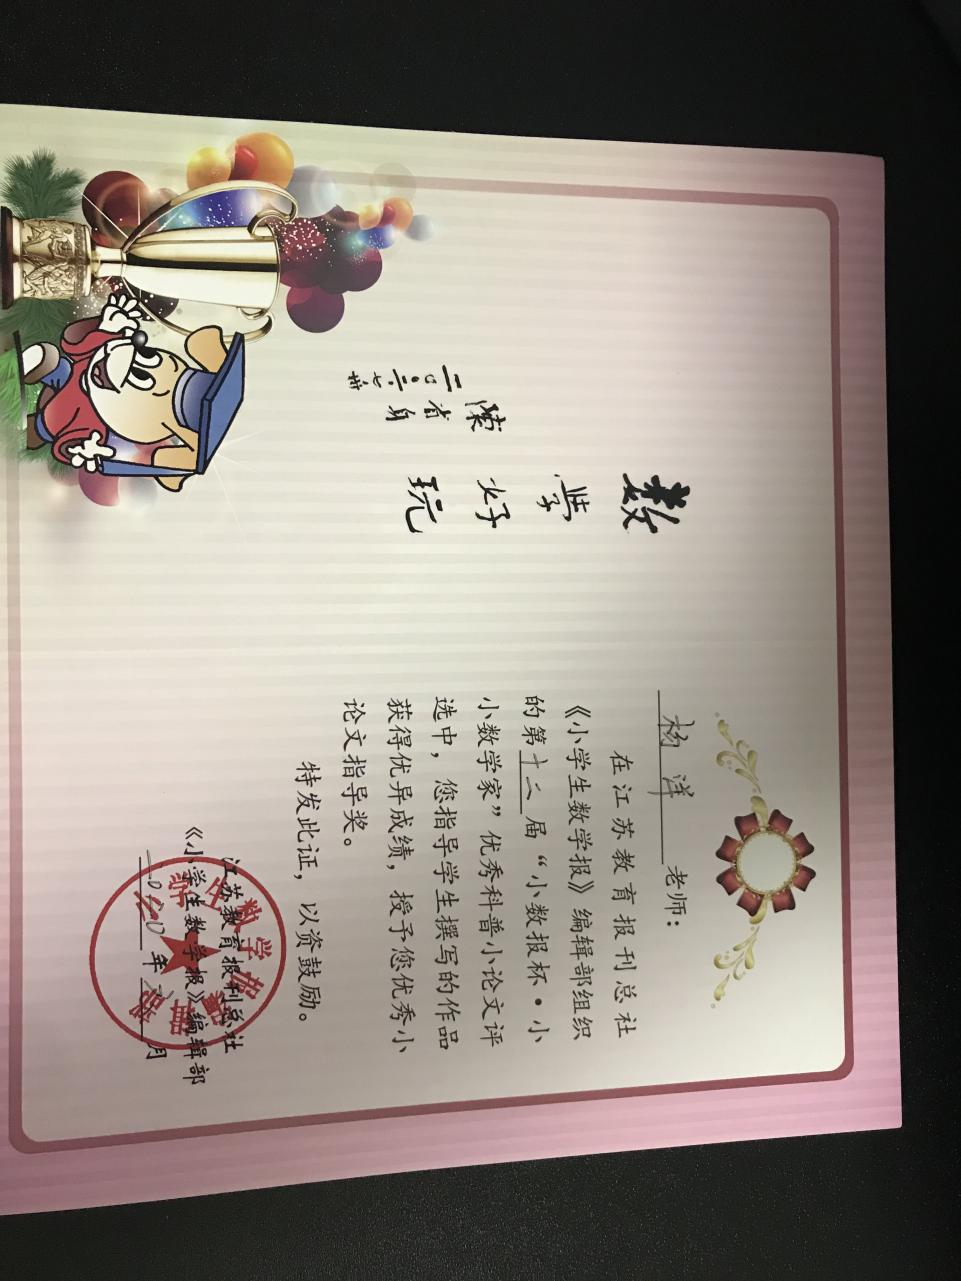 数
学
好
玩
陈
省
身
杨洋 老师：
在江苏教育报刊总社
《小学生数学报》编辑部组织
的第十二届“小数报杯·小
小数学家”优秀科普小论文评
选中，您指导学生撰写的作品
获得优异成绩，授予您优秀小
论文指导奖。
特发此证，以资鼓励。
江苏教育报刊总社
《小学生数学报》编辑部
年 月